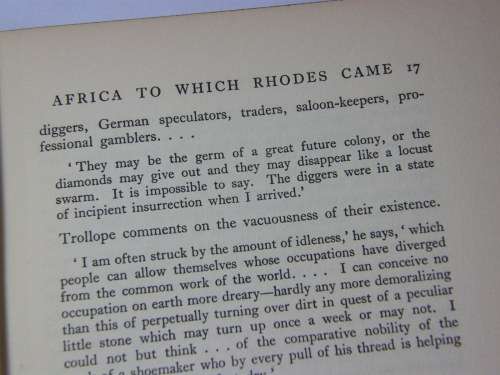 AFRICA TO WHICH RHODES CAME 17
diggers, German speculators, traders, saloon-keepers, pro-
fessional gamblers. . . .
‘They may be the germ of a great future colony, or the
diamonds may give out and they may disappear like a locust
swarm. It is impossible to say. The diggers were in a state
of incipient insurrection when I arrived.’
Trollope comments on the vacuousness of their existence.
‘I am often struck by the amount of idleness,’ he says, ‘which
people can allow themselves whose occupations have diverged
from the common work of the world. . . . I can conceive no
occupation on earth more dreary—hardly any more demoralizing
than this of perpetually turning over dirt in quest of a peculiar
little stone which may turn up once a week or may not. I
could not but think . . . of the comparative nobility of the
of a shoemaker who by every pull of his thread is helping